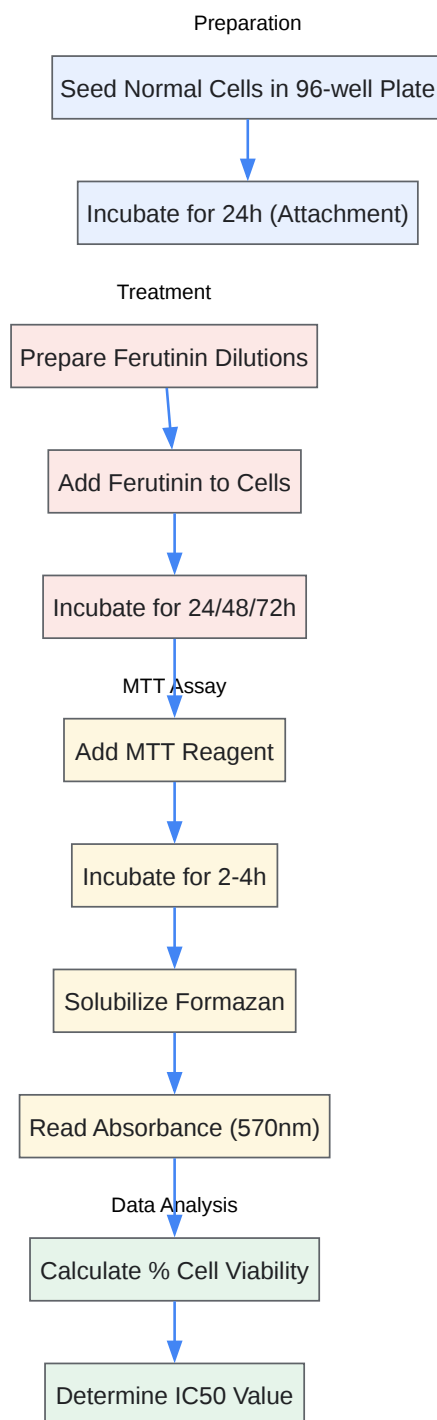 Preparation
Seed Normal Cells in 96-well Plate
Incubate for 24h (Attachment)
Treatment
Prepare Ferutinin Dilutions
Add Ferutinin to Cells
Incubate for 24/48/72h
MTT Assay
Add MTT Reagent
Incubate for 2-4h
Solubilize Formazan
Read Absorbance (570nm)
Data Analysis
Calculate % Cell Viability
Determine IC50 Value